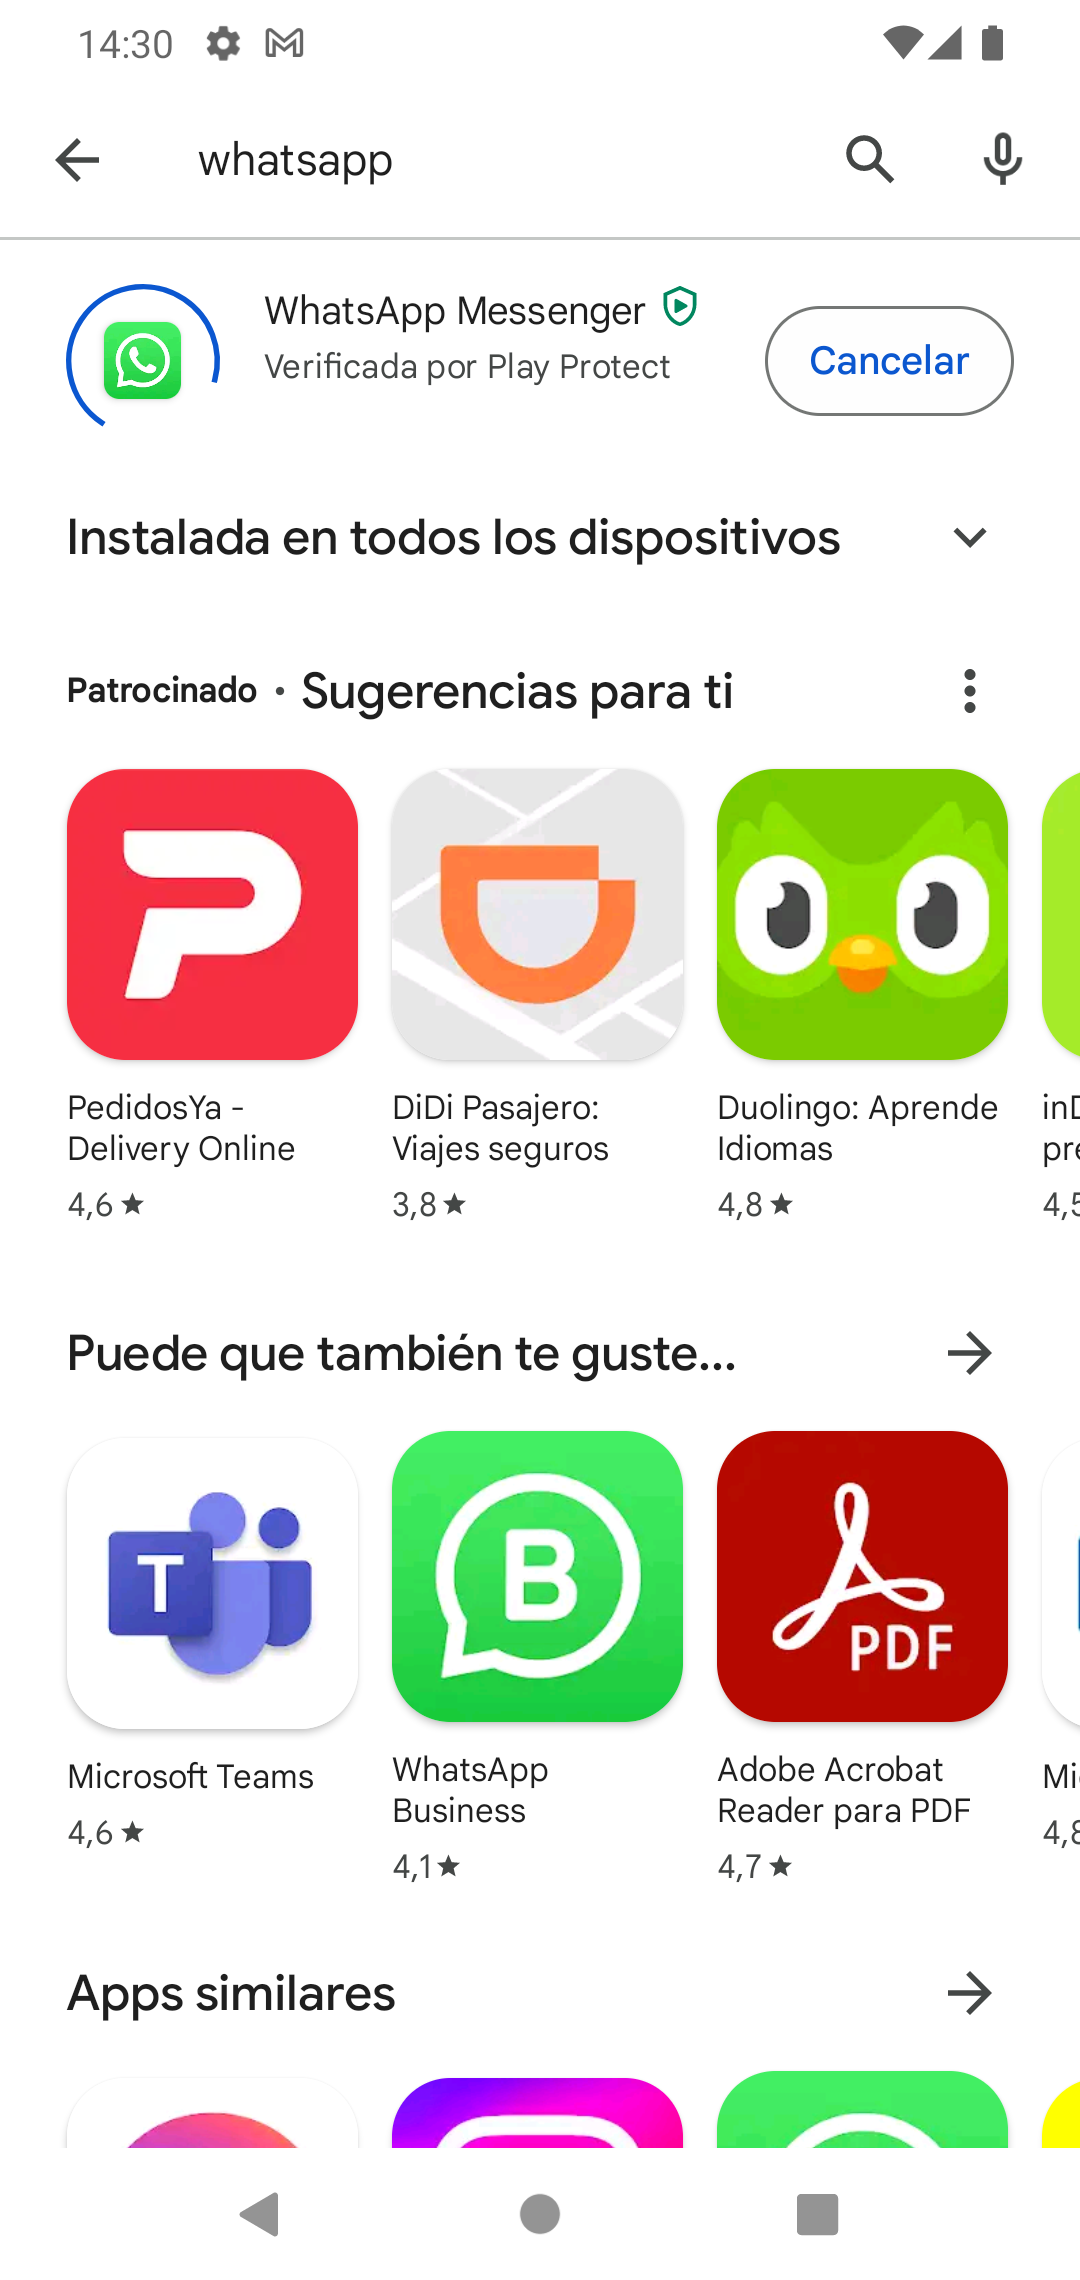 14:30
whatsapp
WhatsApp Messenger
Verificada por Play Protect
Cancelar
Instalada en todos los dispositivos
Patrocinado • Sugerencias para ti
PedidosYa -
Delivery Online
4,6 ★
DiDi Pasajero:
Viajes seguros
3,8 ★
Duolingo: Aprende
Idiomas
4,8 ★
Puede que también te guste...
T
Microsoft Teams
4,6 ★
B
WhatsApp
Business
4,1 ★
PDF
Adobe Acrobat
Reader para PDF
4,7 ★
Apps similares